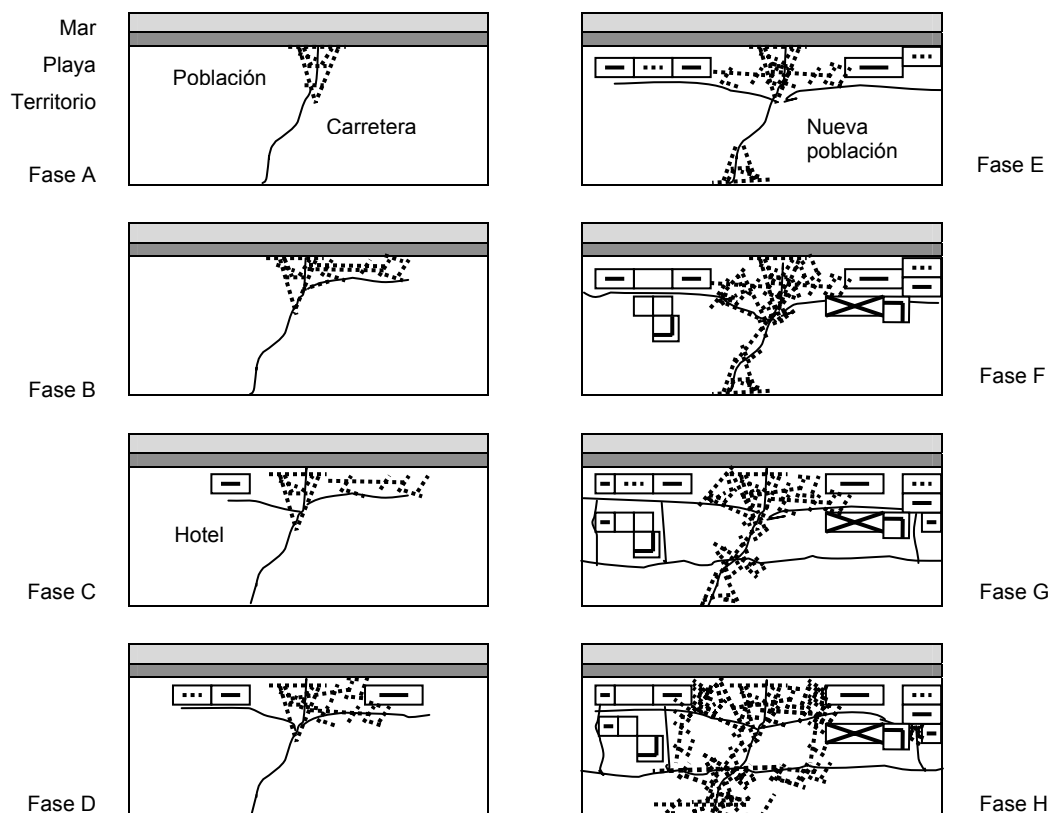 Mar
Playa
Territorio
Población
Carretera
Fase A
Nueva
población
Fase E
Fase B
Fase F
Hotel
Fase C
Fase G
Fase D
Fase H